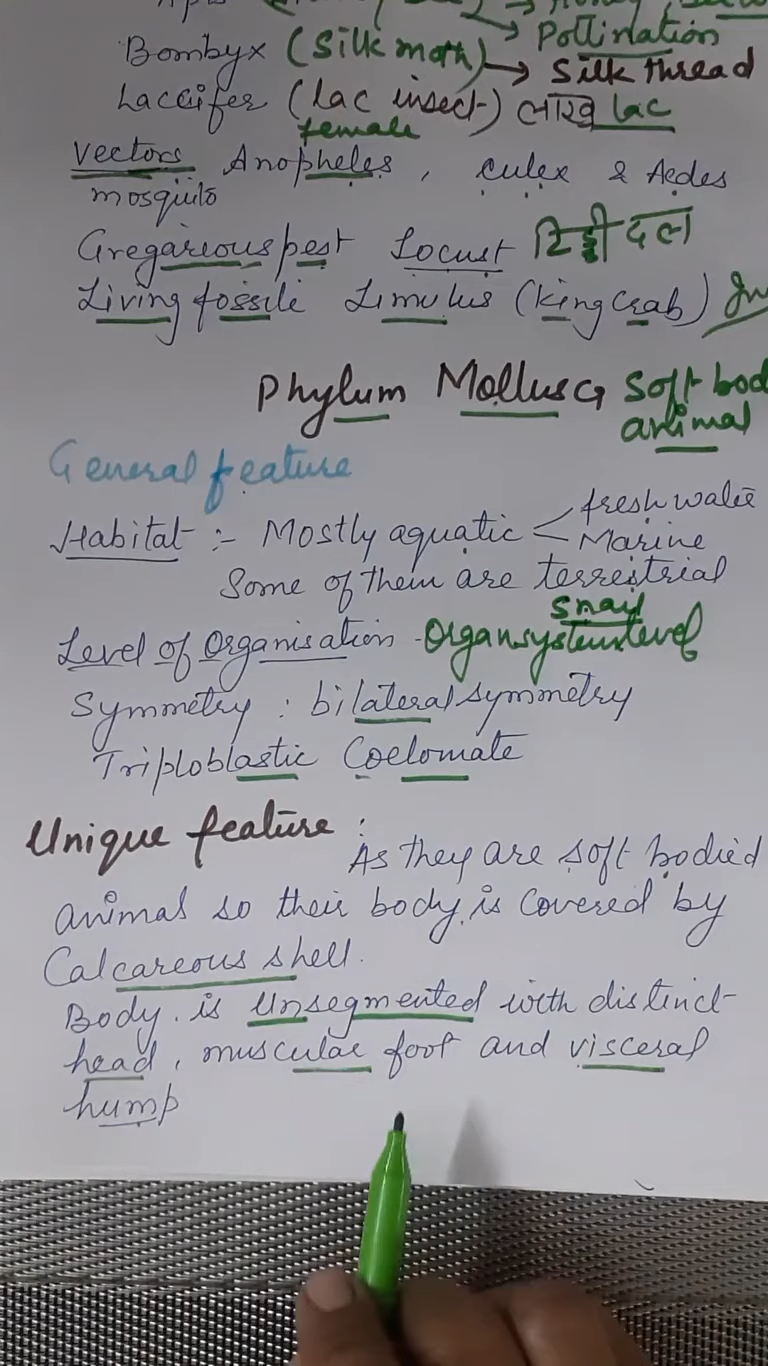 Pollination
Bombyx (Silk moth) → Silk thread
Laccifer (lac insect) लाख lac
female
Vectors Anopheles, culex & Aedes
mosquito
Gregareous pest Locust टिड्डी दल
Living fossile Limulus (King Crab)
Phylum Mollusca Soft bod
animal
General feature
Habitat :- Mostly aquatic < fresh water
Marine
Some of them are terrestrial
snail
Level of Organisation - Organsystem level
Symmetry : bilateral symmetry
Triploblastic Coelomate
Unique feature :
As they are soft bodied
animal so their body is covered by
Calcareous shell.
Body is unsegmented with distinct
head, muscular foot and visceral
hump